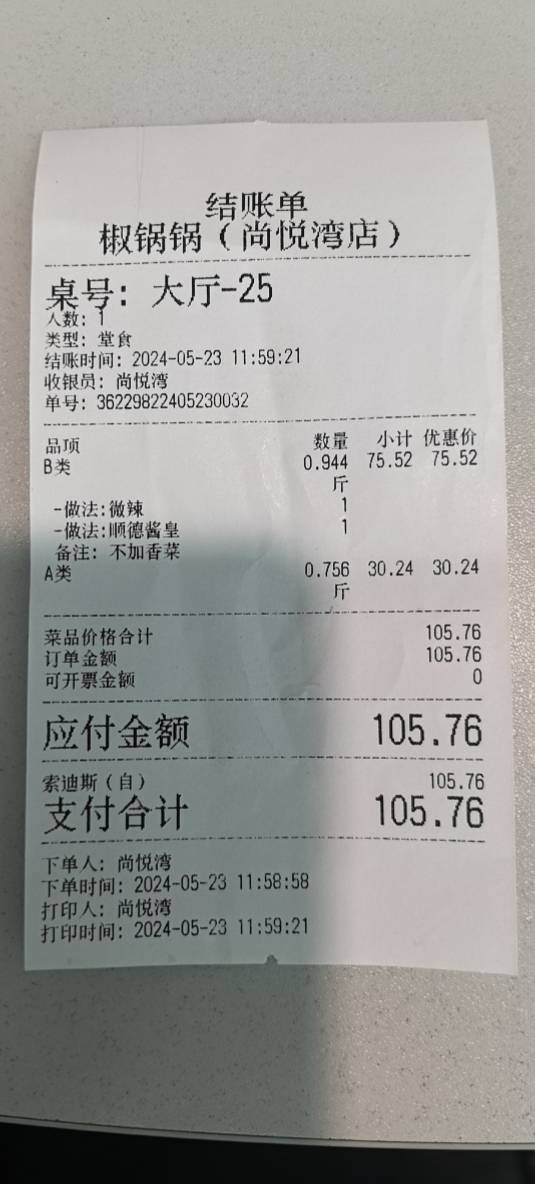 结账单
椒锅锅（尚悦湾店）
桌号: 大厅-25
人数: 1
类型: 堂食
结账时间: 2024-05-23 11:59:21
收银员: 尚悦湾
单号: 36229822405230032
品项 数量 小计 优惠价
B类 0.944 75.52 75.52
斤
-做法:微辣 1
-做法:顺德酱皇 1
备注: 不加香菜
A类 0.756 30.24 30.24
斤
菜品价格合计 105.76
订单金额 105.76
可开票金额 0
应付金额 105.76
索迪斯（自） 105.76
支付合计 105.76
下单人: 尚悦湾
下单时间: 2024-05-23 11:58:58
打印人: 尚悦湾
打印时间: 2024-05-23 11:59:21